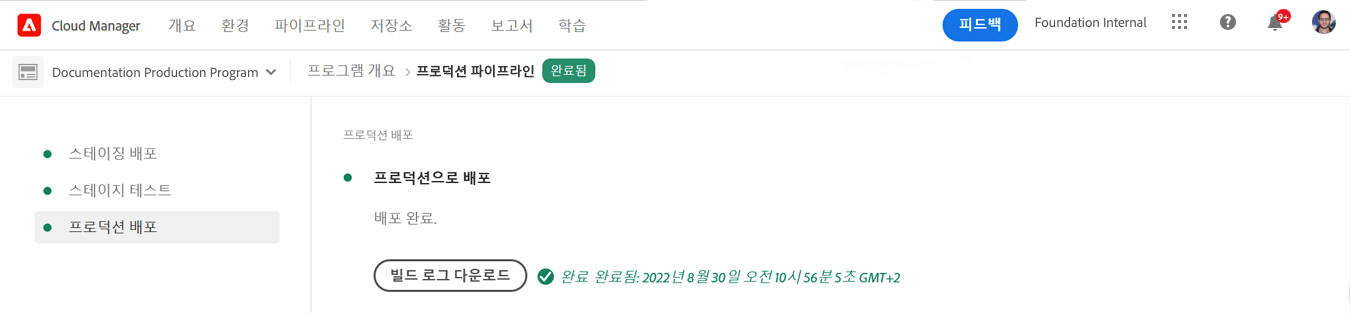 Cloud Manager 개요 환경 파이프라인 저장소 활동 보고서 학습 피드백 Foundation Internal 9+
Documentation Production Program 프로그램 개요 프로덕션 파이프라인 완료됨
프로덕션 배포
스테이징 배포
스테이지 테스트
프로덕션 배포
프로덕션으로 배포
배포 완료.
빌드 로그 다운로드 완료 완료됨: 2022년 8월 30일 오전 10시 56분 5초 GMT+2